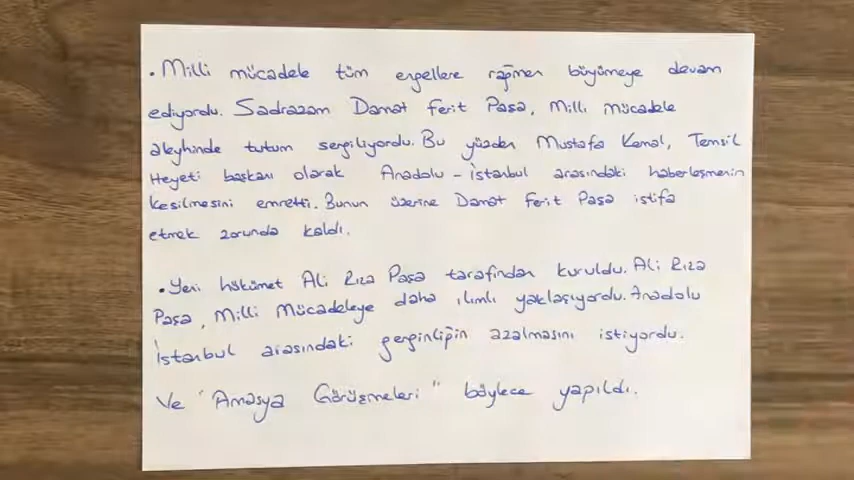 • Milli mücadele tüm engellere rağmen büyümeye devam
ediyordu. Sadrazam Damat Ferit Paşa, Milli mücadele
aleyhinde tutum sergiliyordu. Bu yüzden Mustafa Kemal, Temsil
Heyeti başkanı olarak Anadolu - İstanbul arasındaki haberleşmenin
kesilmesini emretti. Bunun üzerine Damat Ferit Paşa istifa
etmek zorunda kaldı.
• Yeni hükümet Ali Rıza Paşa tarafından kuruldu. Ali Rıza
Paşa, Milli Mücadeleye daha ılımlı yaklaşıyordu. Anadolu
İstanbul arasındaki gerginliğin azalmasını istiyordu.
Ve "Amasya Görüşmeleri" böylece yapıldı.